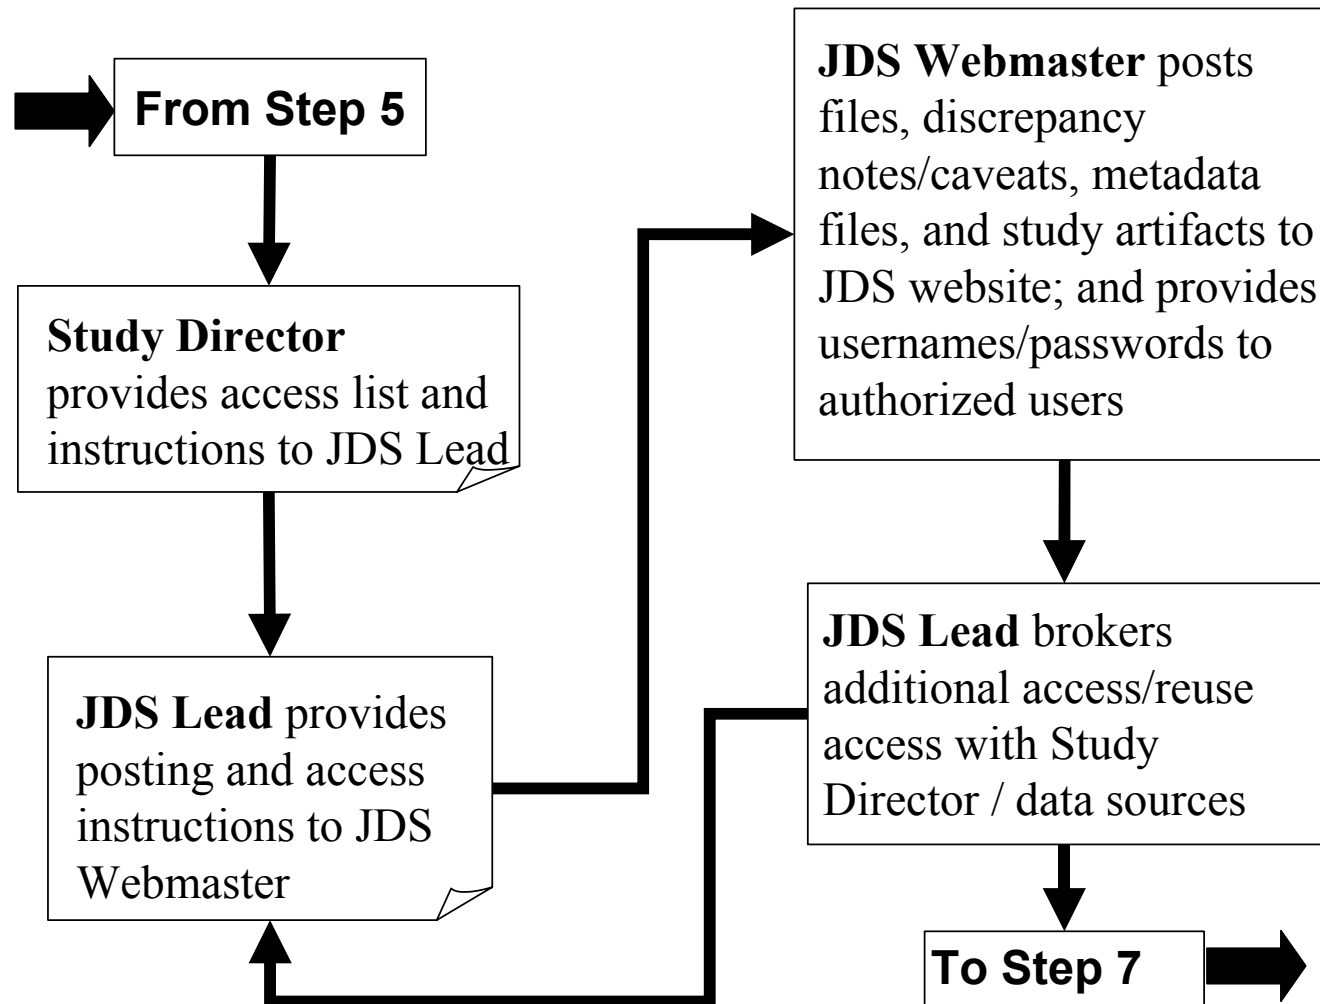 From Step 5
Study Director
provides access list and
instructions to JDS Lead
JDS Lead provides
posting and access
instructions to JDS
Webmaster
JDS Webmaster posts
files, discrepancy
notes/caveats, metadata
files, and study artifacts to
JDS website; and provides
usernames/passwords to
authorized users
JDS Lead brokers
additional access/reuse
access with Study
Director / data sources
To Step 7